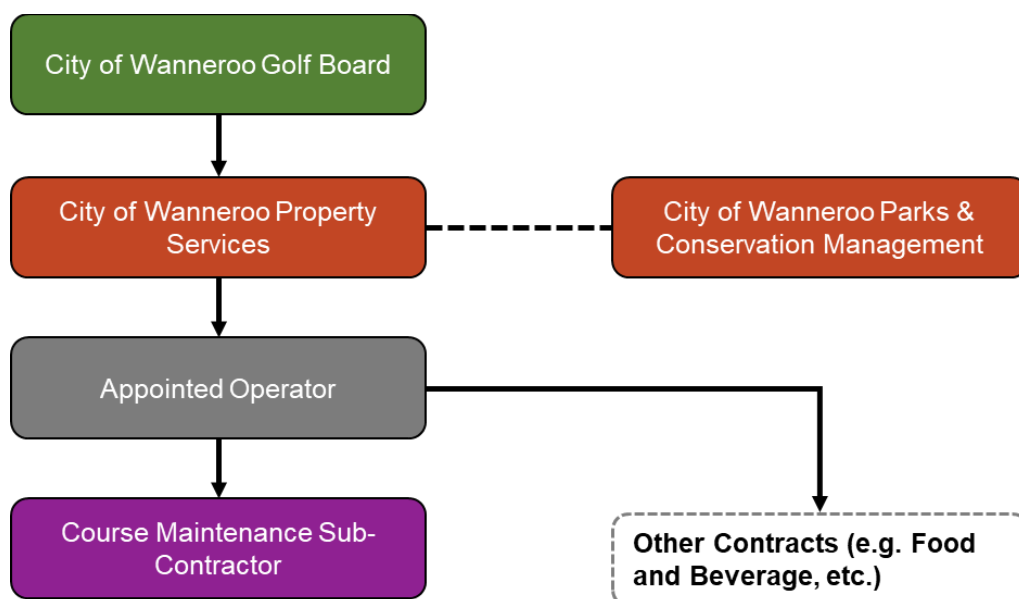 City of Wanneroo Golf Board
City of Wanneroo Property
Services
City of Wanneroo Parks &
Conservation Management
Appointed Operator
Course Maintenance Sub-
Contractor
Other Contracts (e.g. Food
and Beverage, etc.)